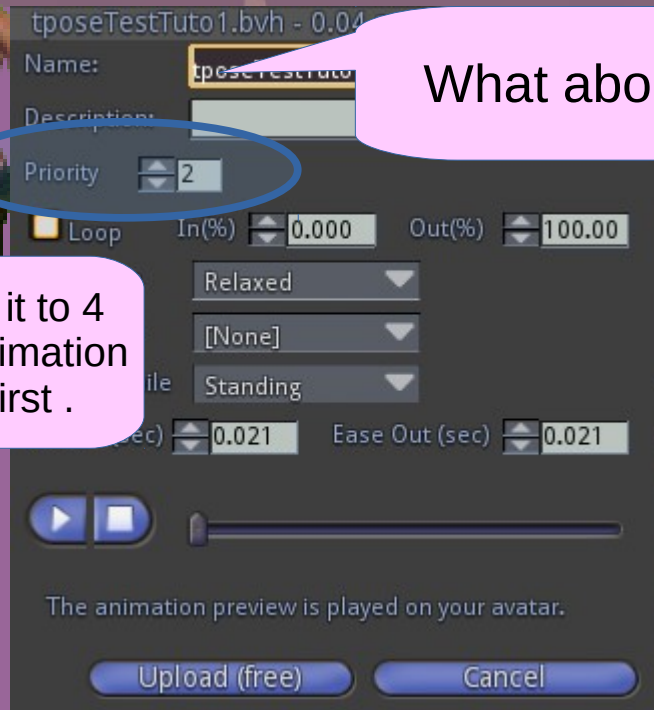 tposeTestTuto1.bvh - 0.04
Name:
What abo
Description:
Priority 2
Loop In(%) 0.000 Out(%) 100.00
it to 4
imation
irst .
Relaxed
[None]
ile Standing
sec) 0.021 Ease Out (sec) 0.021
The animation preview is played on your avatar.
Upload (free) Cancel